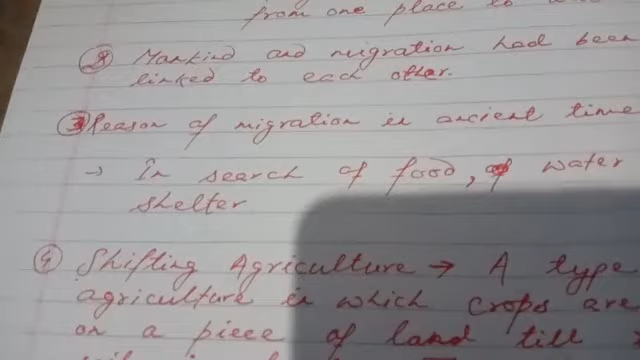 from one place to
② Mankind and migration had been
linked to each other.
③ Reason of migration in ancient time
→ In search of food, of water
shelter
④ Shifting Agriculture → A type
agriculture in which crops are
on a piece of land till